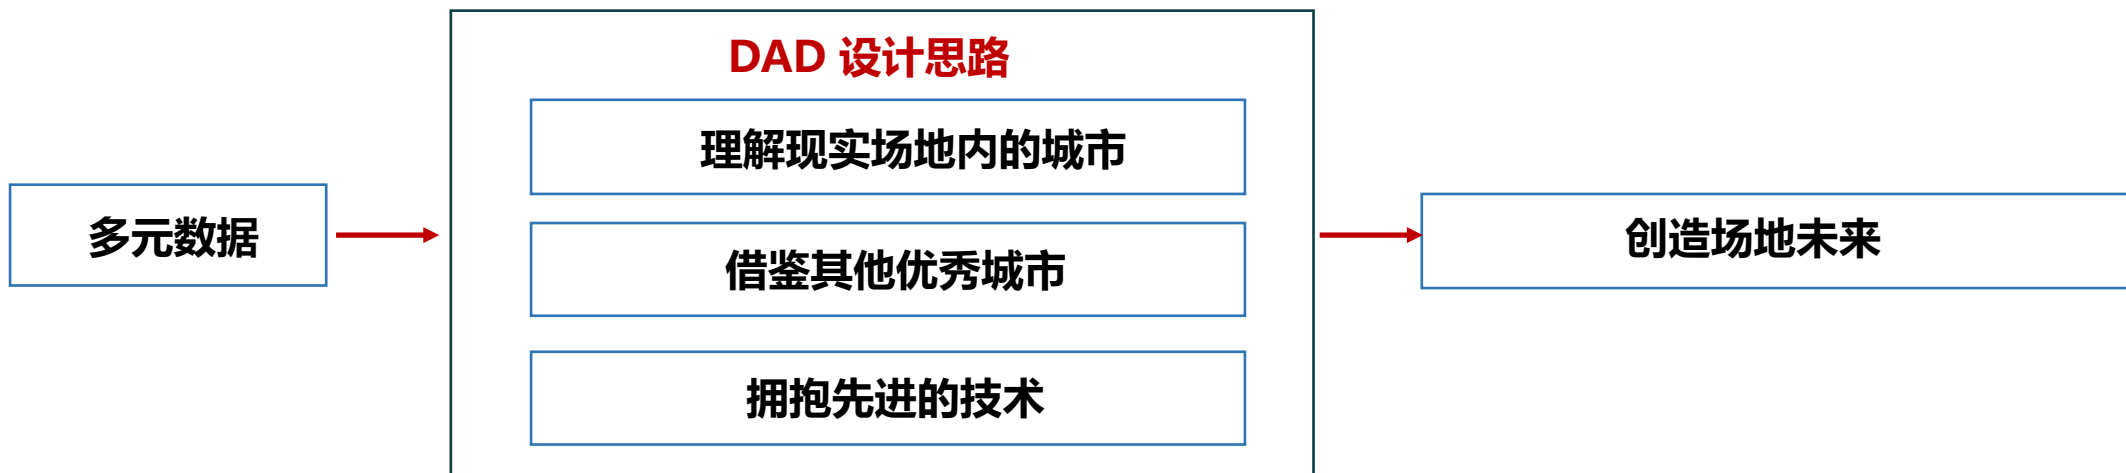 DAD 设计思路
理解现实场地内的城市
多元数据
借鉴其他优秀城市
创造场地未来
拥抱先进的技术